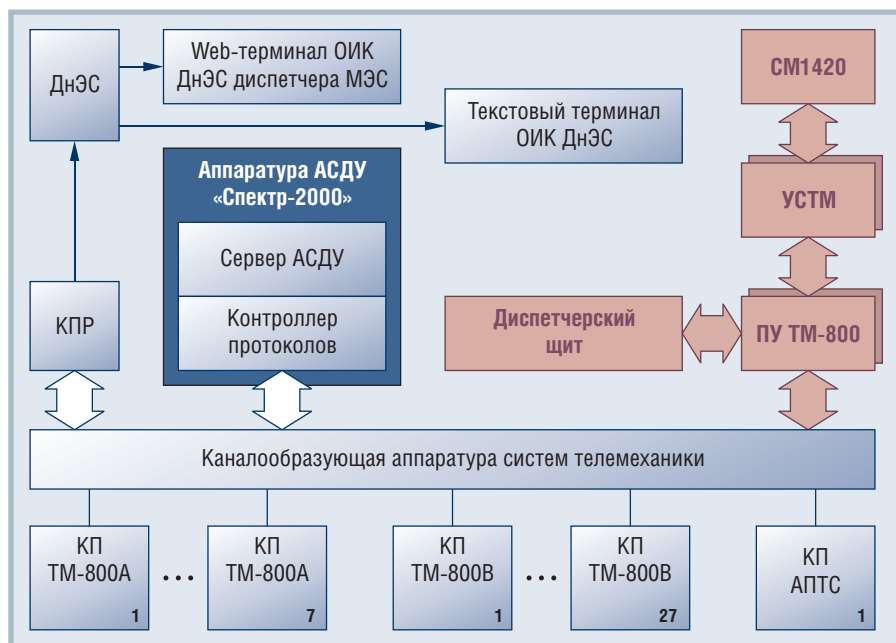 ДнЭС
Web-терминал ОИК
ДнЭС диспетчера МЭС
СМ1420
Текстовый терминал
ОИК ДнЭС
Аппаратура АСДУ
«Спектр-2000»
УСТМ
Сервер АСДУ
КПР
Контроллер
протоколов
Диспетчерский
щит
ПУ ТМ-800
Каналообразующая аппаратура систем телемеханики
КП
ТМ-800А
1
...
КП
ТМ-800А
7
КП
ТМ-800В
1
...
КП
ТМ-800В
27
КП
АПТС
1